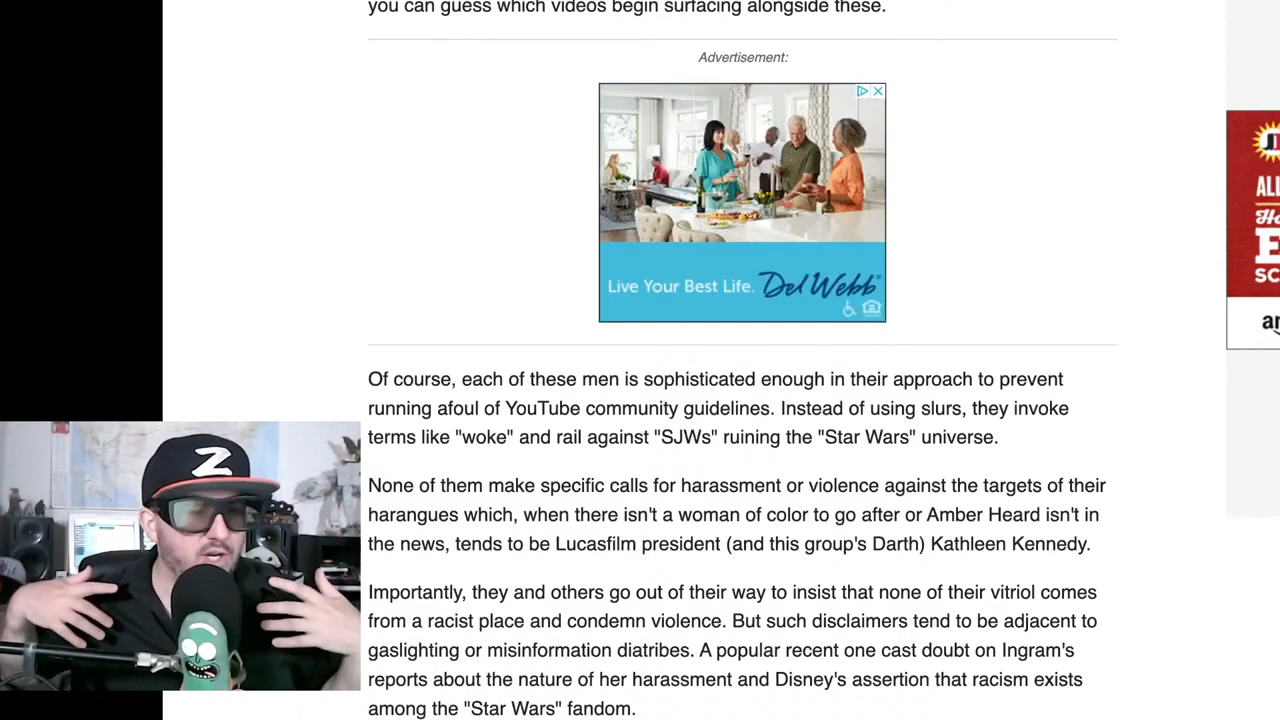 you can guess which videos begin surfacing alongside these.
Advertisement:
Live Your Best Life. Del Webb
Of course, each of these men is sophisticated enough in their approach to prevent
running afoul of YouTube community guidelines. Instead of using slurs, they invoke
terms like "woke" and rail against "SJWs" ruining the "Star Wars" universe.
None of them make specific calls for harassment or violence against the targets of their
harangues which, when there isn't a woman of color to go after or Amber Heard isn't in
the news, tends to be Lucasfilm president (and this group's Darth) Kathleen Kennedy.
Importantly, they and others go out of their way to insist that none of their vitriol comes
from a racist place and condemn violence. But such disclaimers tend to be adjacent to
gaslighting or misinformation diatribes. A popular recent one cast doubt on Ingram's
reports about the nature of her harassment and Disney's assertion that racism exists
among the "Star Wars" fandom.
Z
ALL